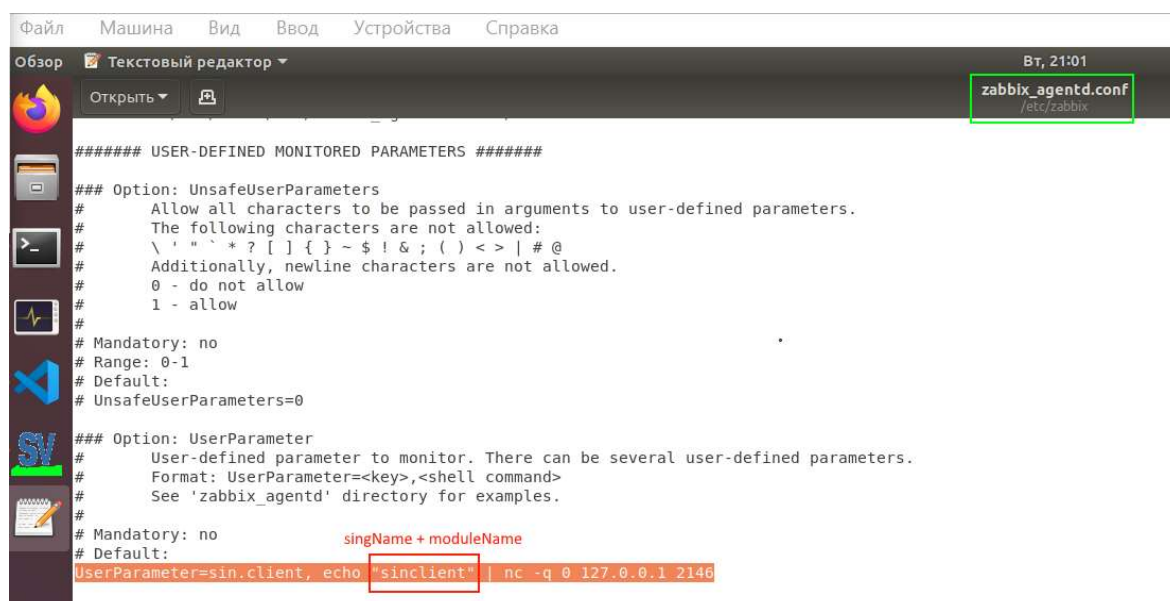 Файл Машина Вид Ввод Устройства Справка
Обзор Текстовый редактор Вт, 21:01
Открыть zabbix_agentd.conf
/etc/zabbix
####### USER-DEFINED MONITORED PARAMETERS #######
### Option: UnsafeUserParameters
# Allow all characters to be passed in arguments to user-defined parameters.
# The following characters are not allowed:
# \ ' " ` * ? [ ] { } ~ $ ! & ; ( ) < > | # @
# Additionally, newline characters are not allowed.
# 0 - do not allow
# 1 - allow
#
# Mandatory: no
# Range: 0-1
# Default:
# UnsafeUserParameters=0
### Option: UserParameter
# User-defined parameter to monitor. There can be several user-defined parameters.
# Format: UserParameter=<key>,<shell command>
# See 'zabbix_agentd' directory for examples.
#
# Mandatory: no
singName + moduleName
# Default:
UserParameter=sin.client, echo "sinclient" | nc -q 0 127.0.0.1 2146
SV